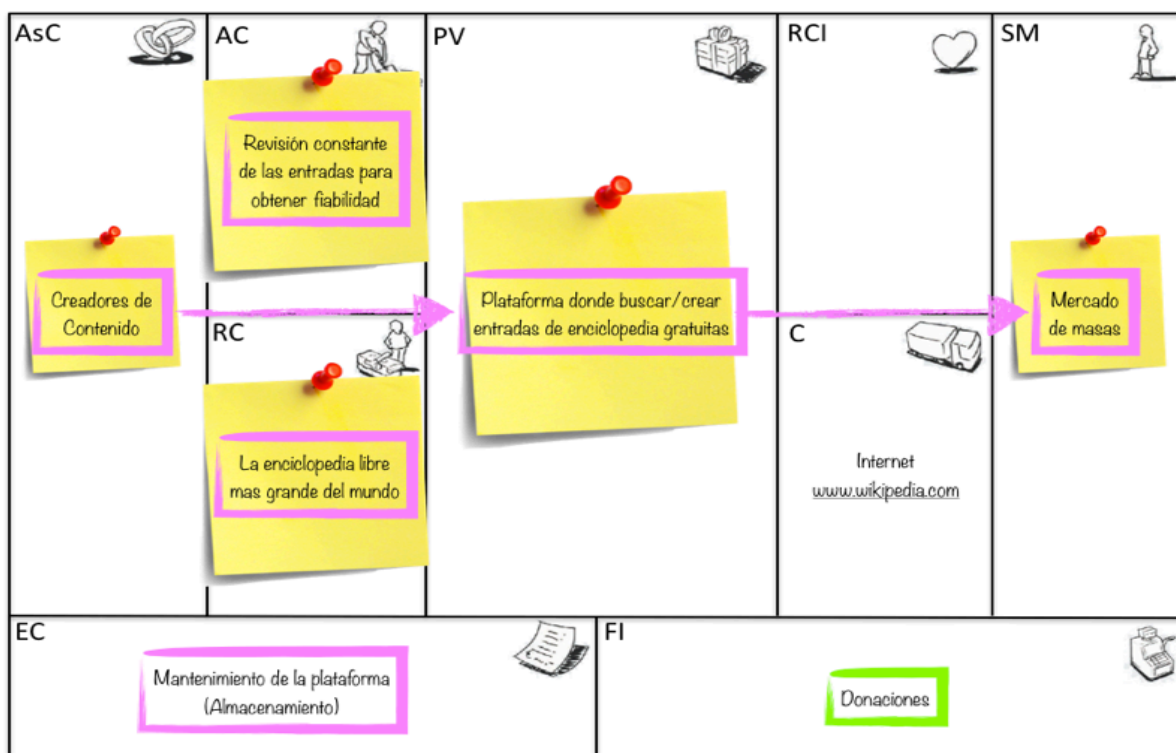 AsC
AC
PV
RCI
SM
Revisión constante
de las entradas para
obtener fiabilidad
Creadores de
Contenido
Plataforma donde buscar/crear
entradas de enciclopedia gratuitas
Mercado
de masas
RC
C
La enciclopedia libre
mas grande del mundo
Internet
www.wikipedia.com
EC
Mantenimiento de la plataforma
(Almacenamiento)
FI
Donaciones